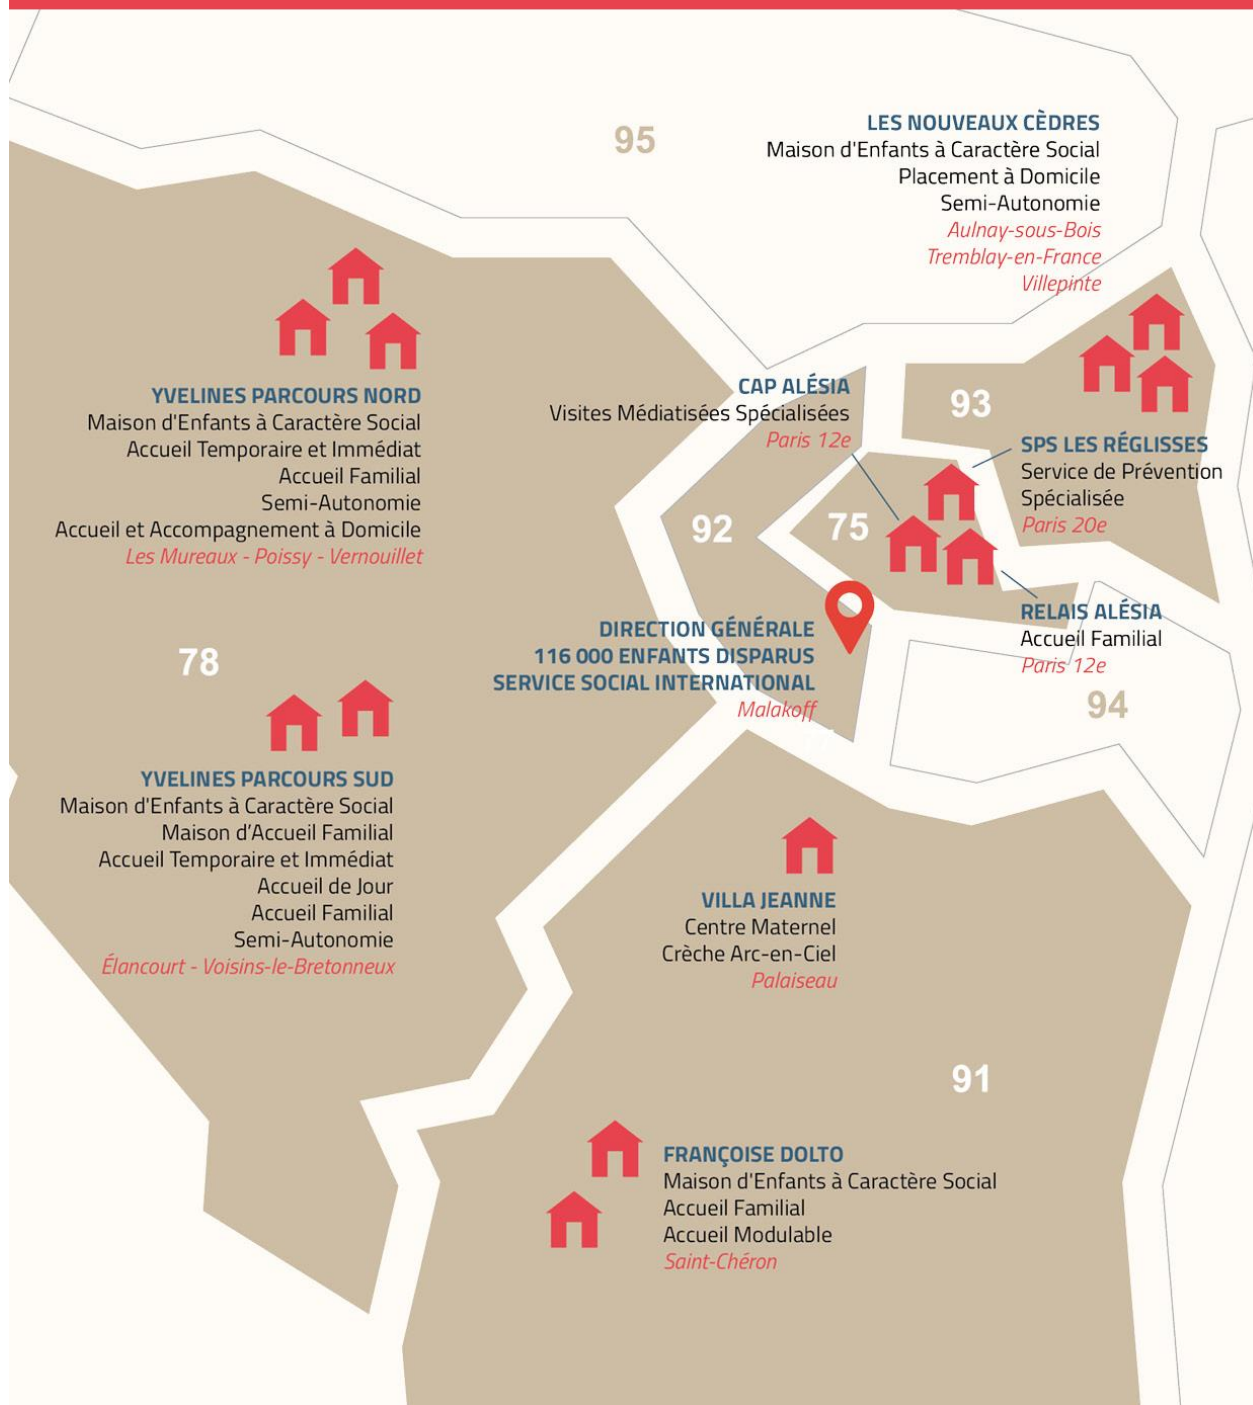 95
LES NOUVEAUX CÈDRES
Maison d'Enfants à Caractère Social
Placement à Domicile
Semi-Autonomie
Aulnay-sous-Bois
Tremblay-en-France
Villepinte
YVELINES PARCOURS NORD
Maison d'Enfants à Caractère Social
Accueil Temporaire et Immédiat
Accueil Familial
Semi-Autonomie
Accueil et Accompagnement à Domicile
Les Mureaux - Poissy - Vernouillet
CAP ALÉSIA
Visites Médiatisées Spécialisées
Paris 12e
93
SPS LES RÉGLISSES
Service de Prévention
Spécialisée
Paris 20e
92
75
RELAIS ALÉSIA
Accueil Familial
Paris 12e
DIRECTION GÉNÉRALE
116 000 ENFANTS DISPARUS
SERVICE SOCIAL INTERNATIONAL
Malakoff
78
94
YVELINES PARCOURS SUD
Maison d'Enfants à Caractère Social
Maison d'Accueil Familial
Accueil Temporaire et Immédiat
Accueil de Jour
Accueil Familial
Semi-Autonomie
Élancourt - Voisins-le-Bretonneux
VILLA JEANNE
Centre Maternel
Crèche Arc-en-Ciel
Palaiseau
91
FRANÇOISE DOLTO
Maison d'Enfants à Caractère Social
Accueil Familial
Accueil Modulable
Saint-Chéron